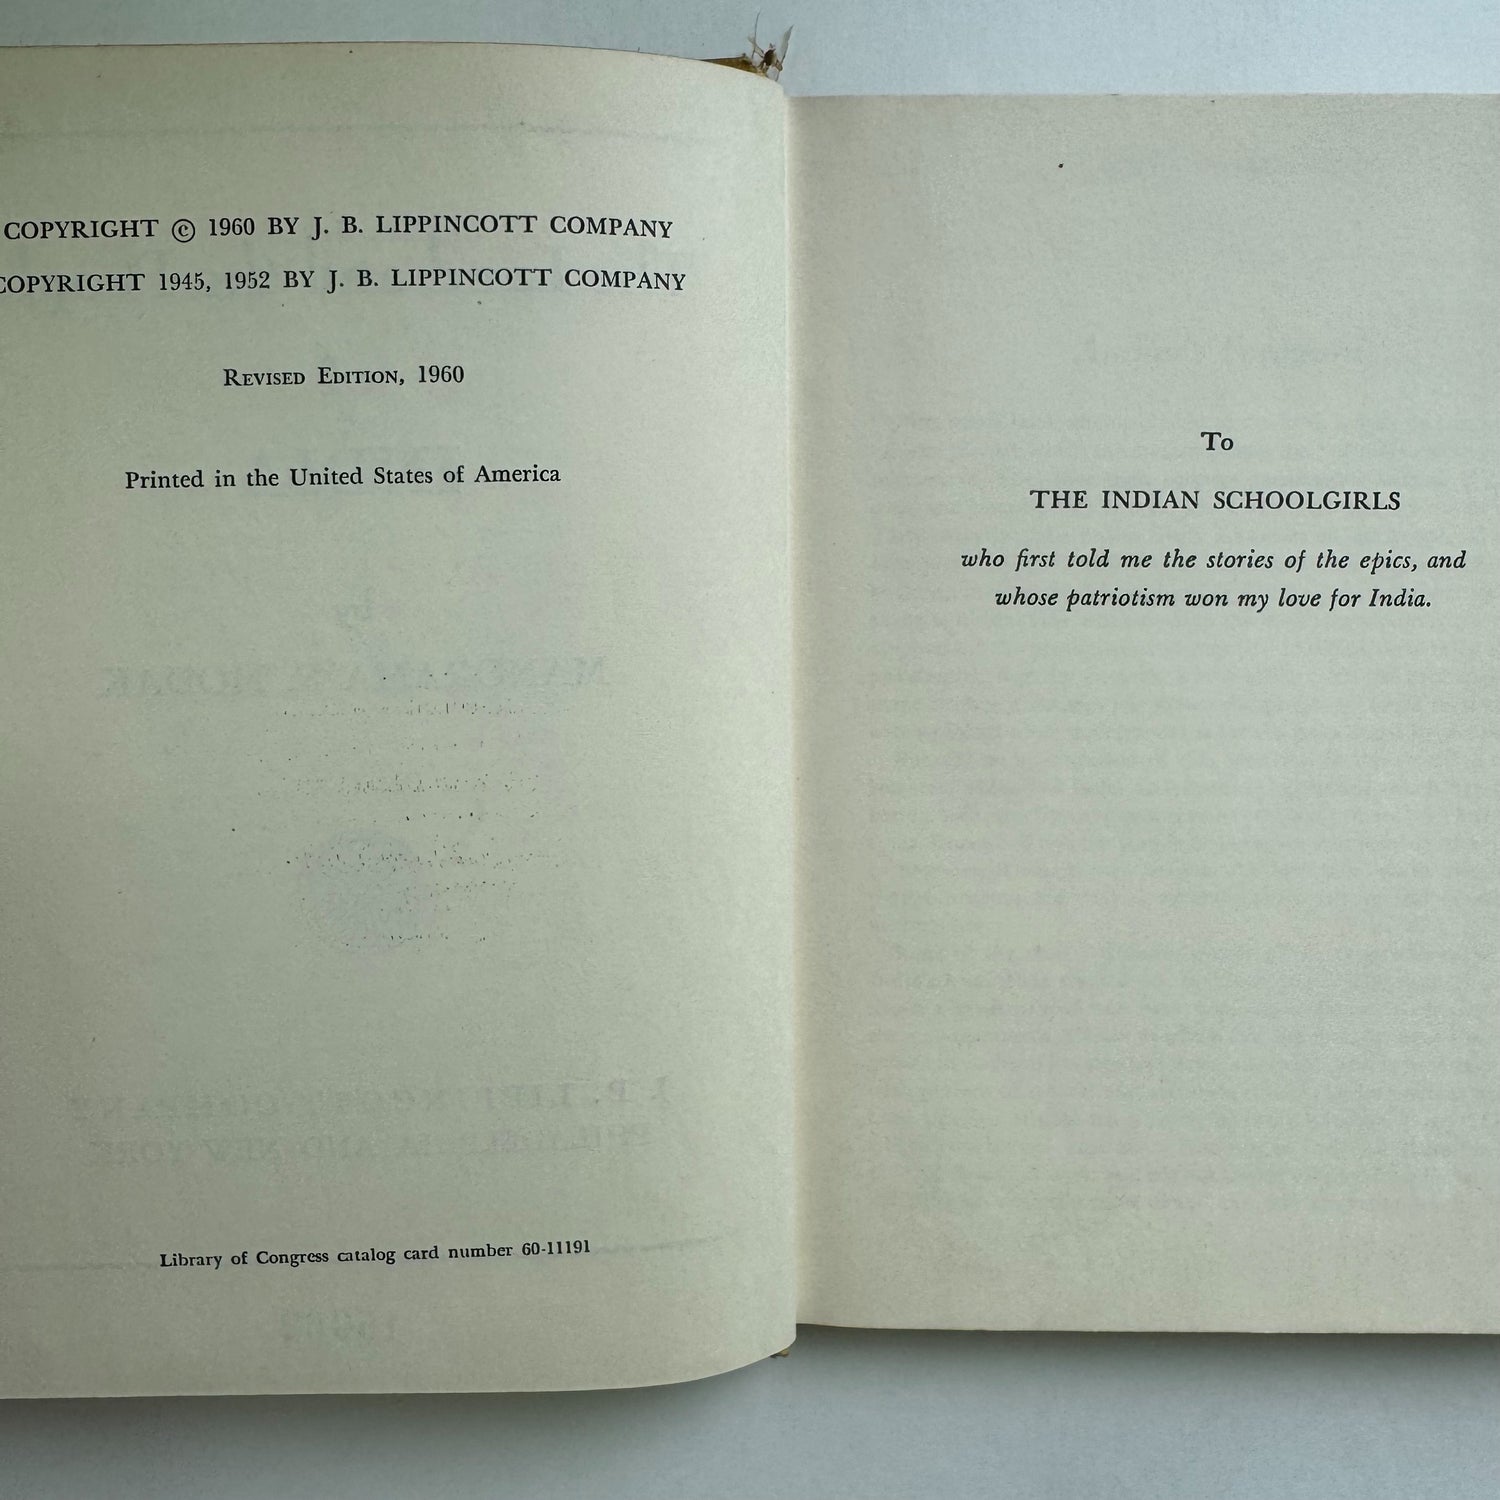 COPYRIGHT © 1960 BY J. B. LIPPINCOTT COMPANY
COPYRIGHT 1945, 1952 BY J. B. LIPPINCOTT COMPANY
REVISED EDITION, 1960
Printed in the United States of America
Library of Congress catalog card number 60-11191
To
THE INDIAN SCHOOLGIRLS
who first told me the stories of the epics, and
whose patriotism won my love for India.